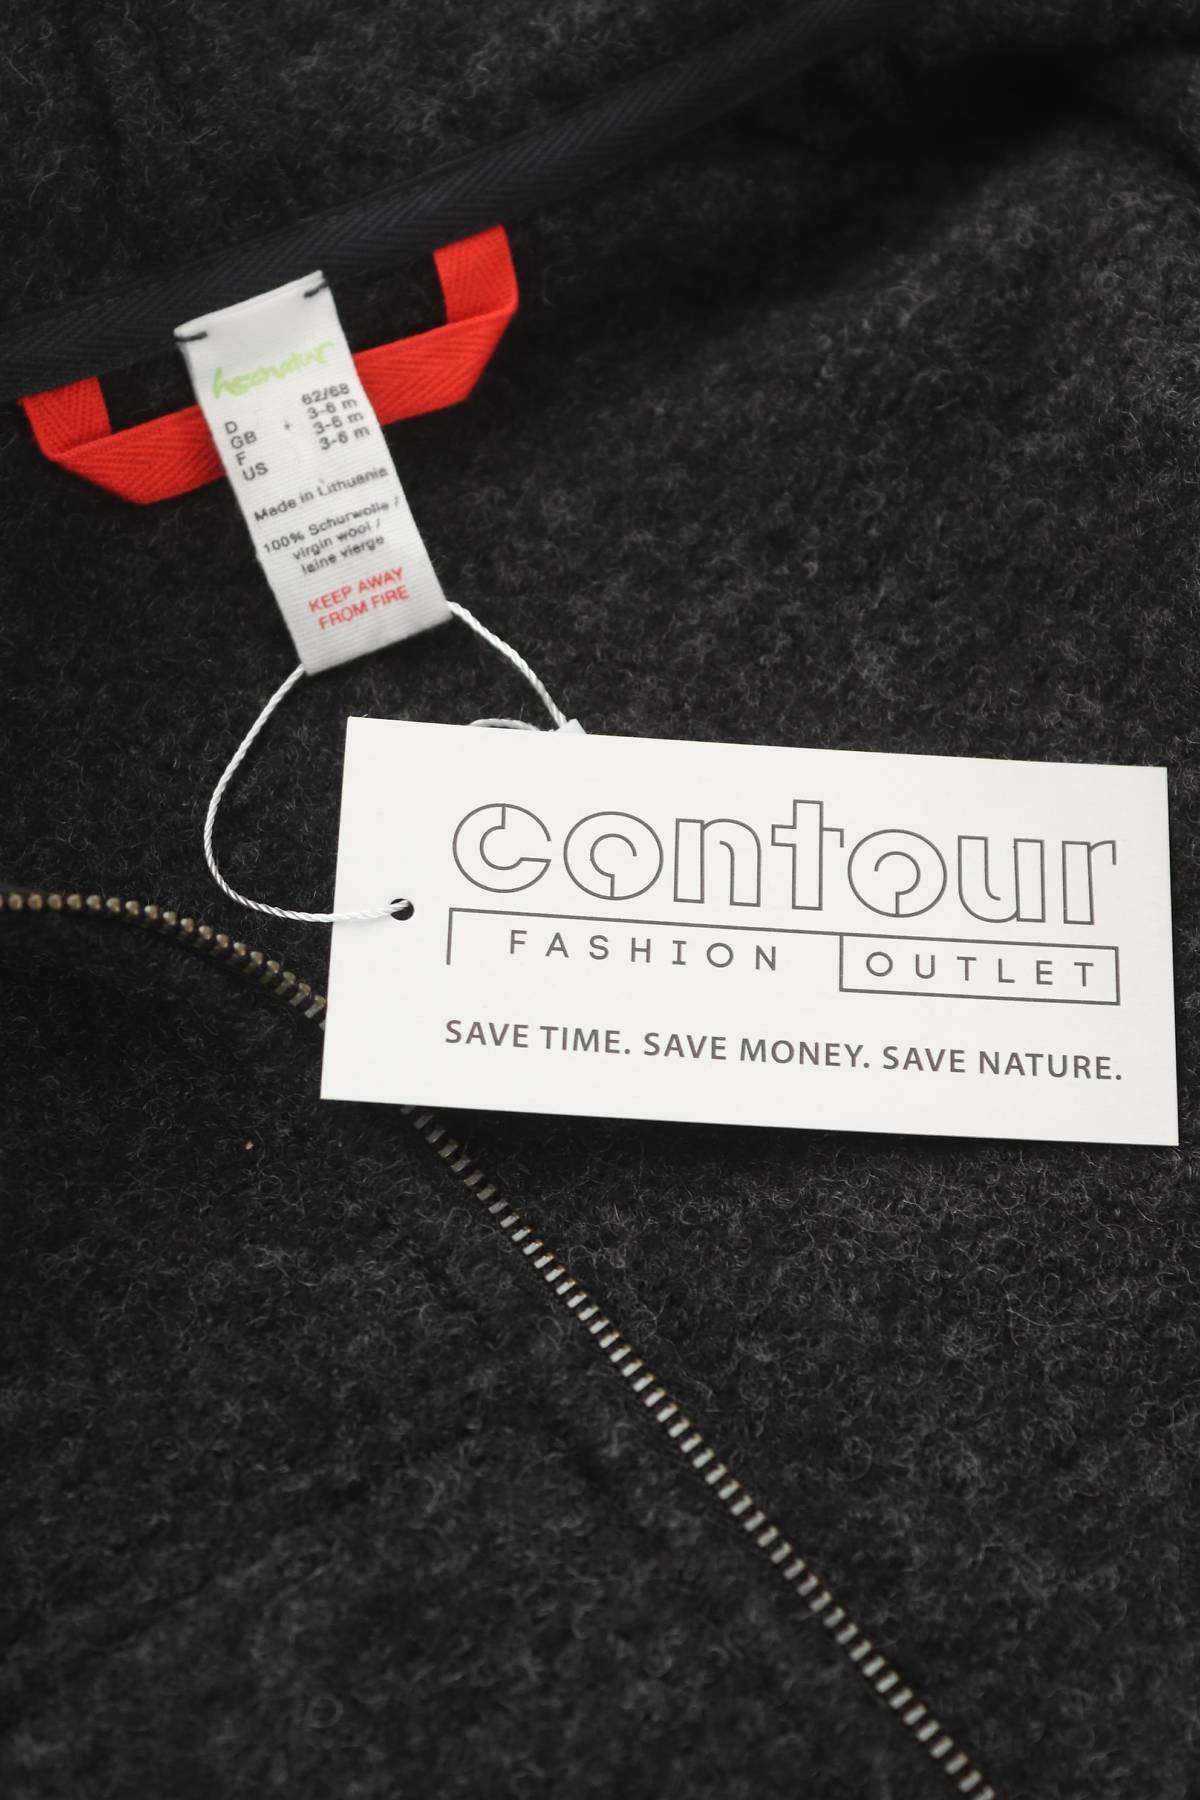 hessnatur
62/68
D 3-6 m
GB 3-6 m
F 3-6 m
US
Made in Lithuania
100% Schurwolle /
virgin wool /
laine vierge
KEEP AWAY
FROM FIRE
contour
FASHION OUTLET
SAVE TIME. SAVE MONEY. SAVE NATURE.